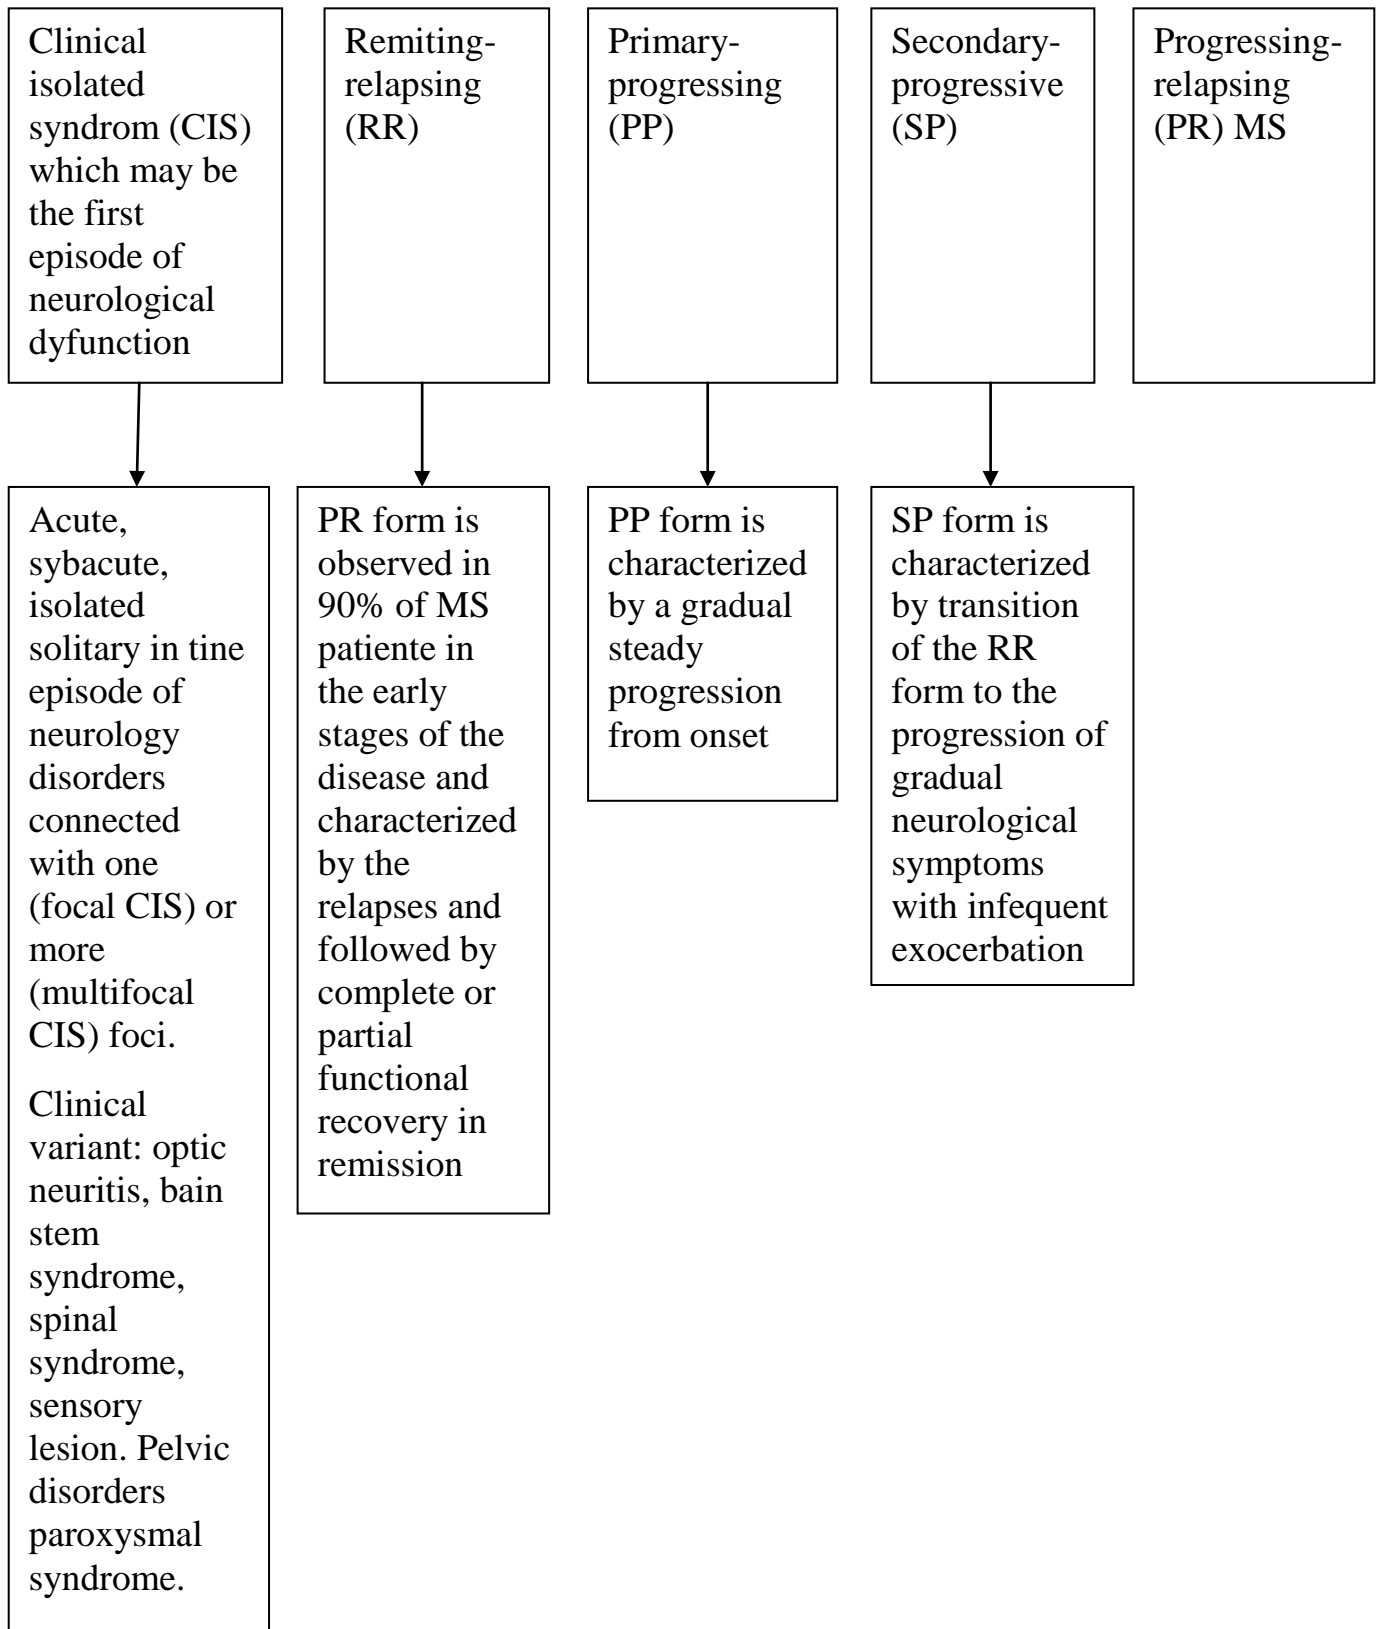 Clinical
isolated
syndrom (CIS)
which may be
the first
episode of
neurological
dyfunction
Remiting-
relapsing
(RR)
Primary-
progressing
(PP)
Secondary-
progressive
(SP)
Progressing-
relapsing
(PR) MS
Acute,
sybacute,
isolated
solitary in tine
episode of
neurology
disorders
connected
with one
(focal CIS) or
more
(multifocal
CIS) foci.
Clinical
variant: optic
neuritis, bain
stem
syndrome,
spinal
syndrome,
sensory
lesion. Pelvic
disorders
paroxysmal
syndrome.
PR form is
observed in
90% of MS
patiente in
the early
stages of the
disease and
characterized
by the
relapses and
followed by
complete or
partial
functional
recovery in
remission
PP form is
characterized
by a gradual
steady
progression
from onset
SP form is
characterized
by transition
of the RR
form to the
progression of
gradual
neurological
symptoms
with infequent
exocerbation